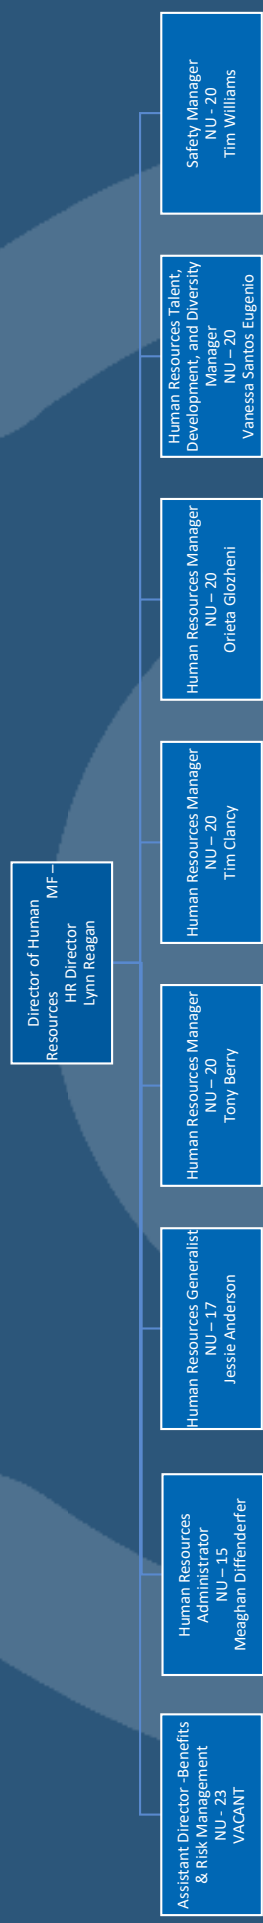 Director of Human
Resources MF –
HR Director
Lynn Reagan
Assistant Director -Benefits
& Risk Management
NU - 23
VACANT
Human Resources
Administrator
NU – 15
Meaghan Diffenderfer
Human Resources Generalist
NU – 17
Jessie Anderson
Human Resources Manager
NU – 20
Tony Berry
Human Resources Manager
NU – 20
Tim Clancy
Human Resources Manager
NU – 20
Orieta Glozheni
Human Resources Talent,
Development, and Diversity
Manager
NU – 20
Vanessa Santos Eugenio
Safety Manager
NU - 20
Tim Williams